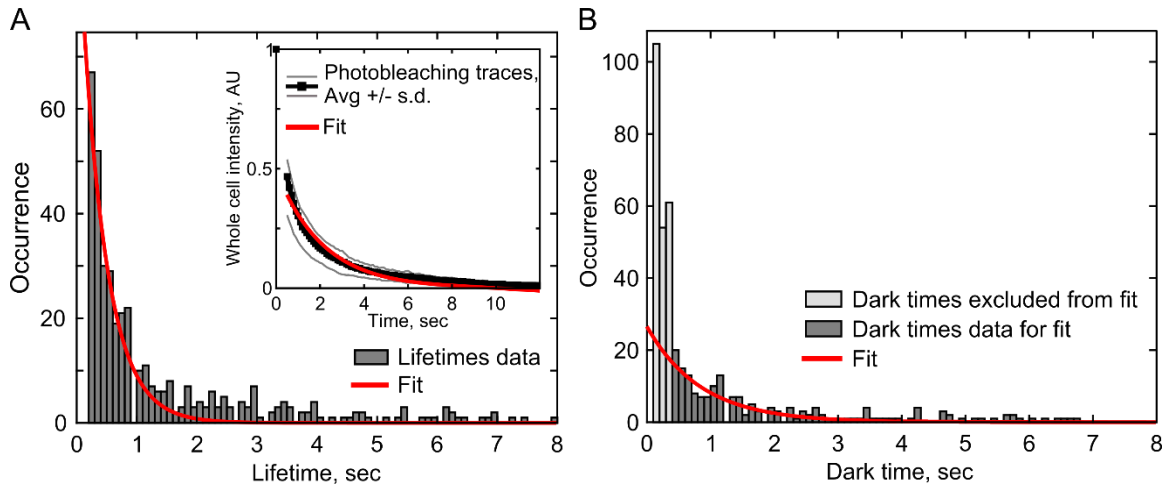 A
Occurrence
60
40
20
0
0 1 2 3 4 5 6 7 8
Lifetime, sec
Lifetimes data
Fit
Whole cell intensity, AU
1
0.5
0
0 2 4 6 8 10
Time, sec
Photobleaching traces,
Avg +/- s.d.
Fit
B
Occurrence
100
80
60
40
20
0
0 1 2 3 4 5 6 7 8
Dark time, sec
Dark times excluded from fit
Dark times data for fit
Fit